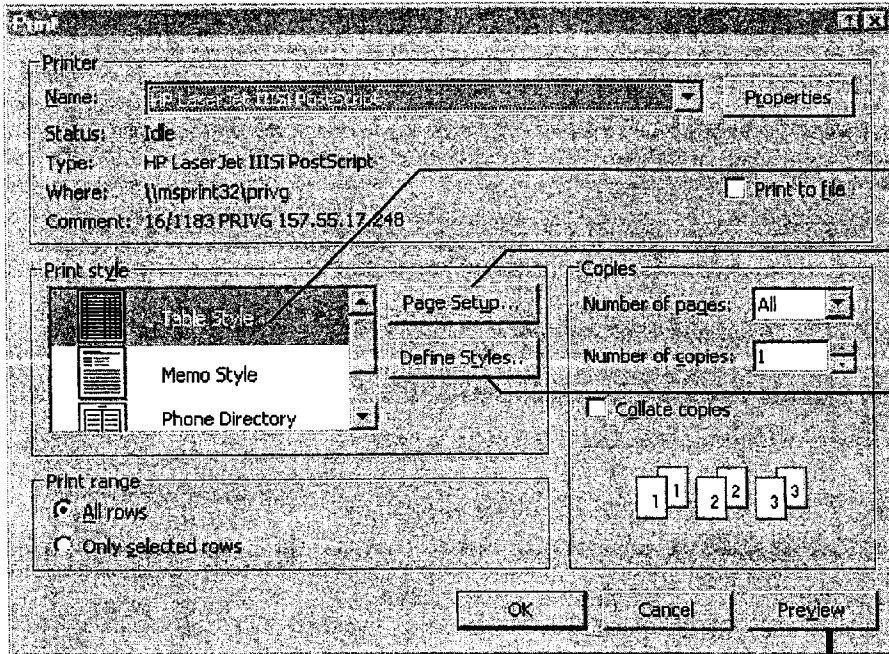 Print
Printer
Name: HP LaserJet IIISi PostScript Properties
Status: Idle
Type: HP LaserJet IIISi PostScript
Where: \\msprint32\privg Print to file
Comment: 16/1183 PRIVG 157.55.17.248
Print style
Table Style
Memo Style
Phone Directory
Page Setup...
Define Styles..
Copies
Number of pages: All
Number of copies: 1
Collate copies
1 1 2 2 3 3
Print range
All rows
Only selected rows
OK Cancel Preview